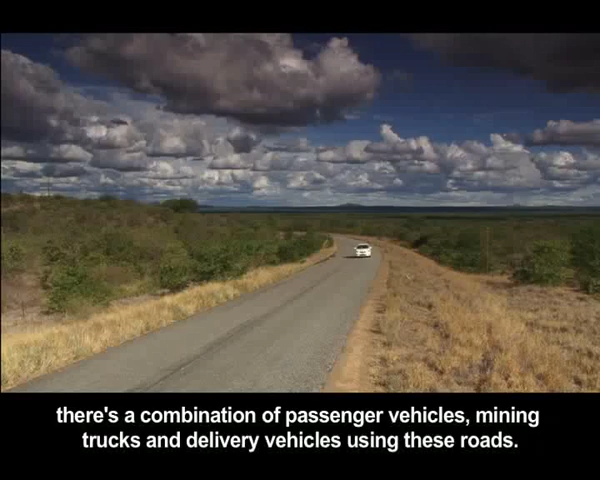 there's a combination of passenger vehicles, mining
trucks and delivery vehicles using these roads.